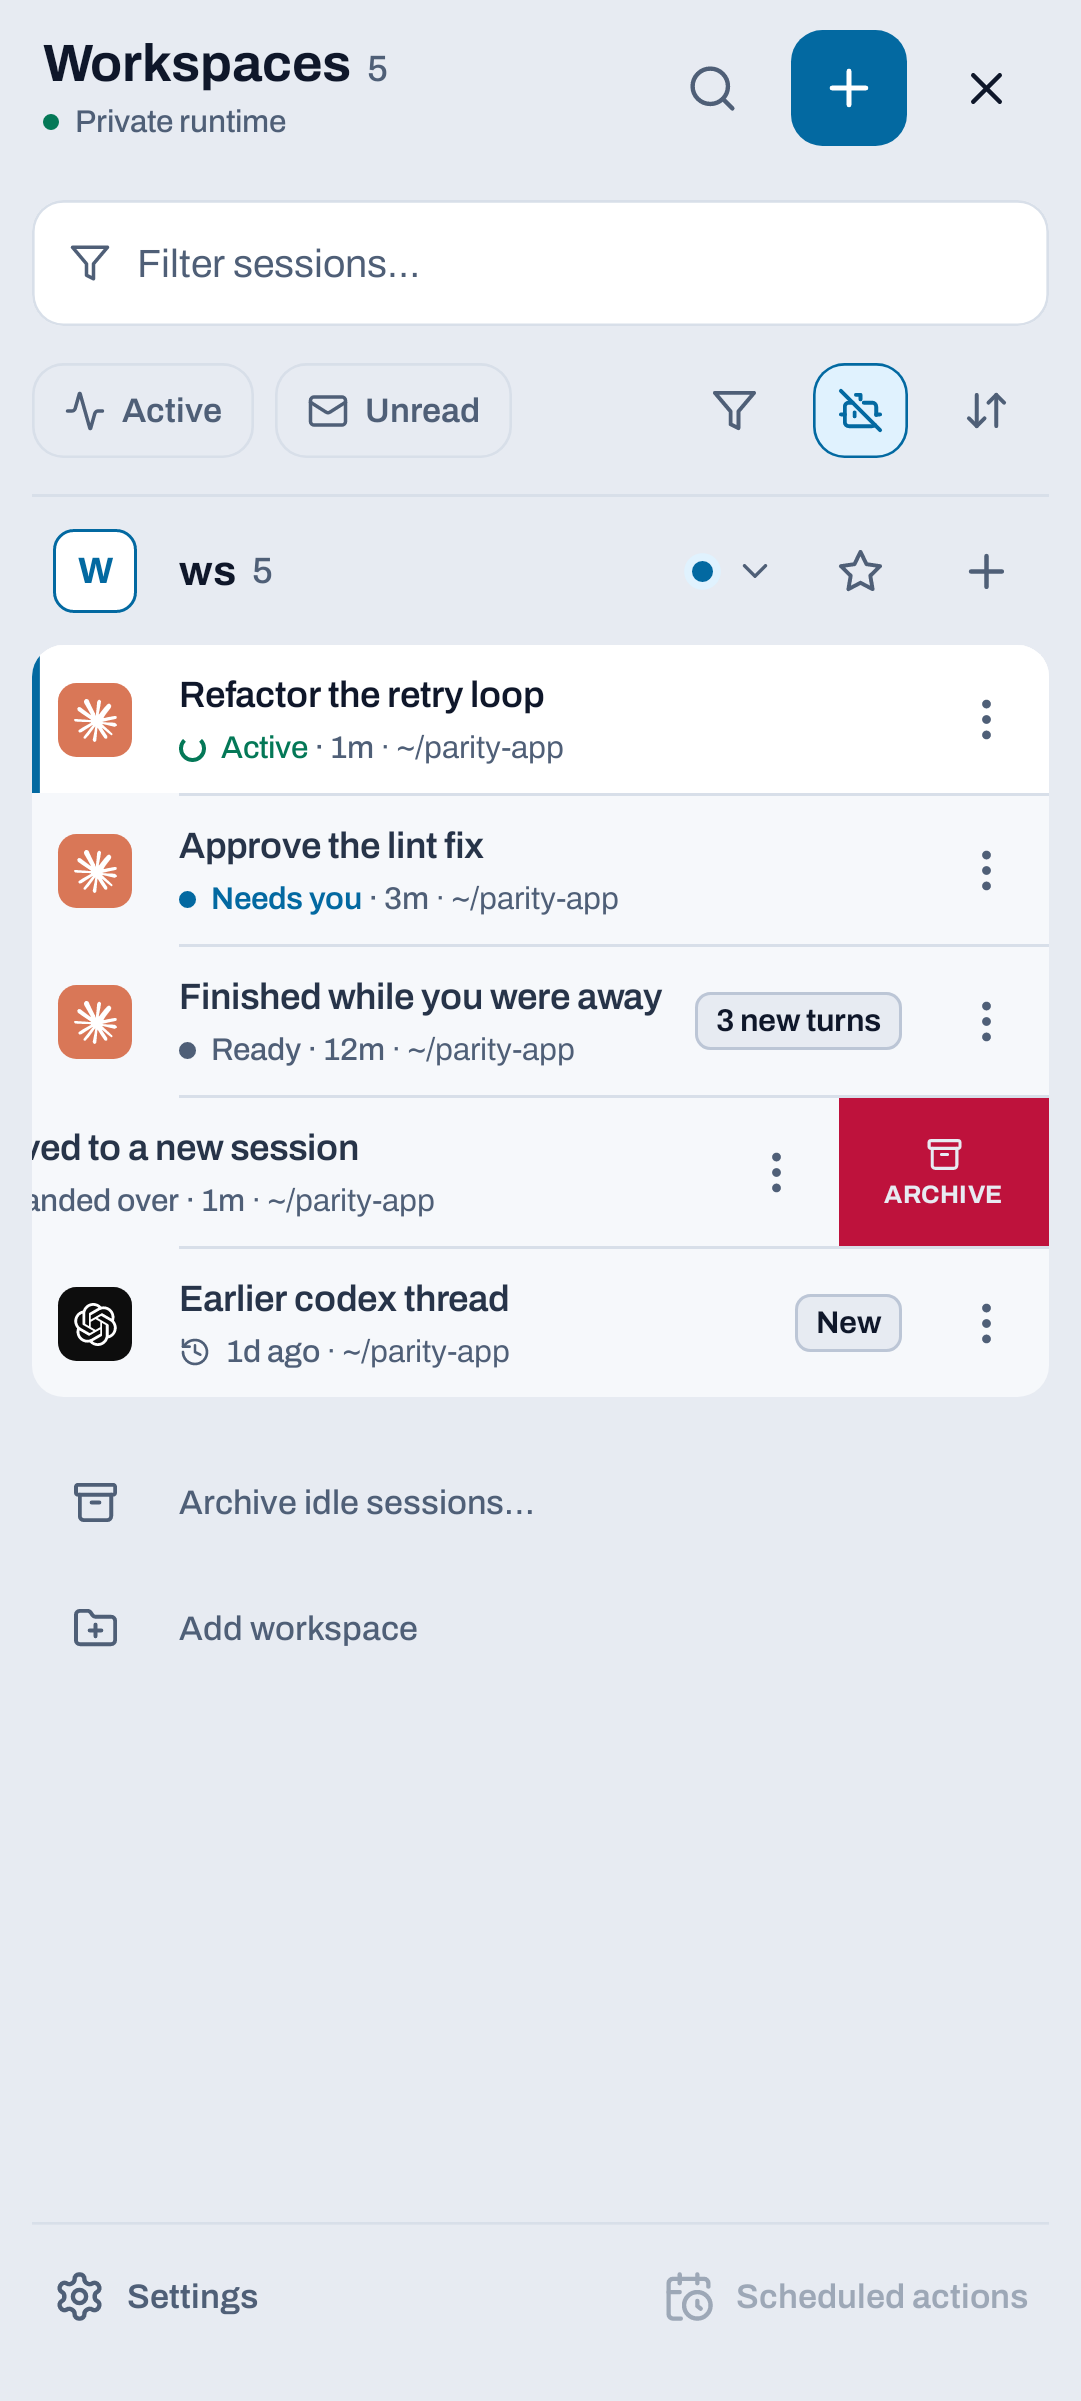 Workspaces 5
Private runtime
Filter sessions...
Active
Unread
W
ws 5
Refactor the retry loop
Active · 1m · ~/parity-app
Approve the lint fix
Needs you · 3m · ~/parity-app
Finished while you were away
3 new turns
Ready · 12m · ~/parity-app
ved to a new session
anded over · 1m · ~/parity-app
ARCHIVE
Earlier codex thread
New
1d ago · ~/parity-app
Archive idle sessions...
Add workspace
Settings
Scheduled actions